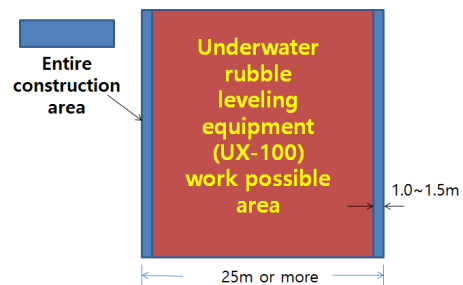 Entire
construction
area
Underwater
rubble
leveling
equipment
(UX-100)
work possible
area
1.0~1.5m
25m or more